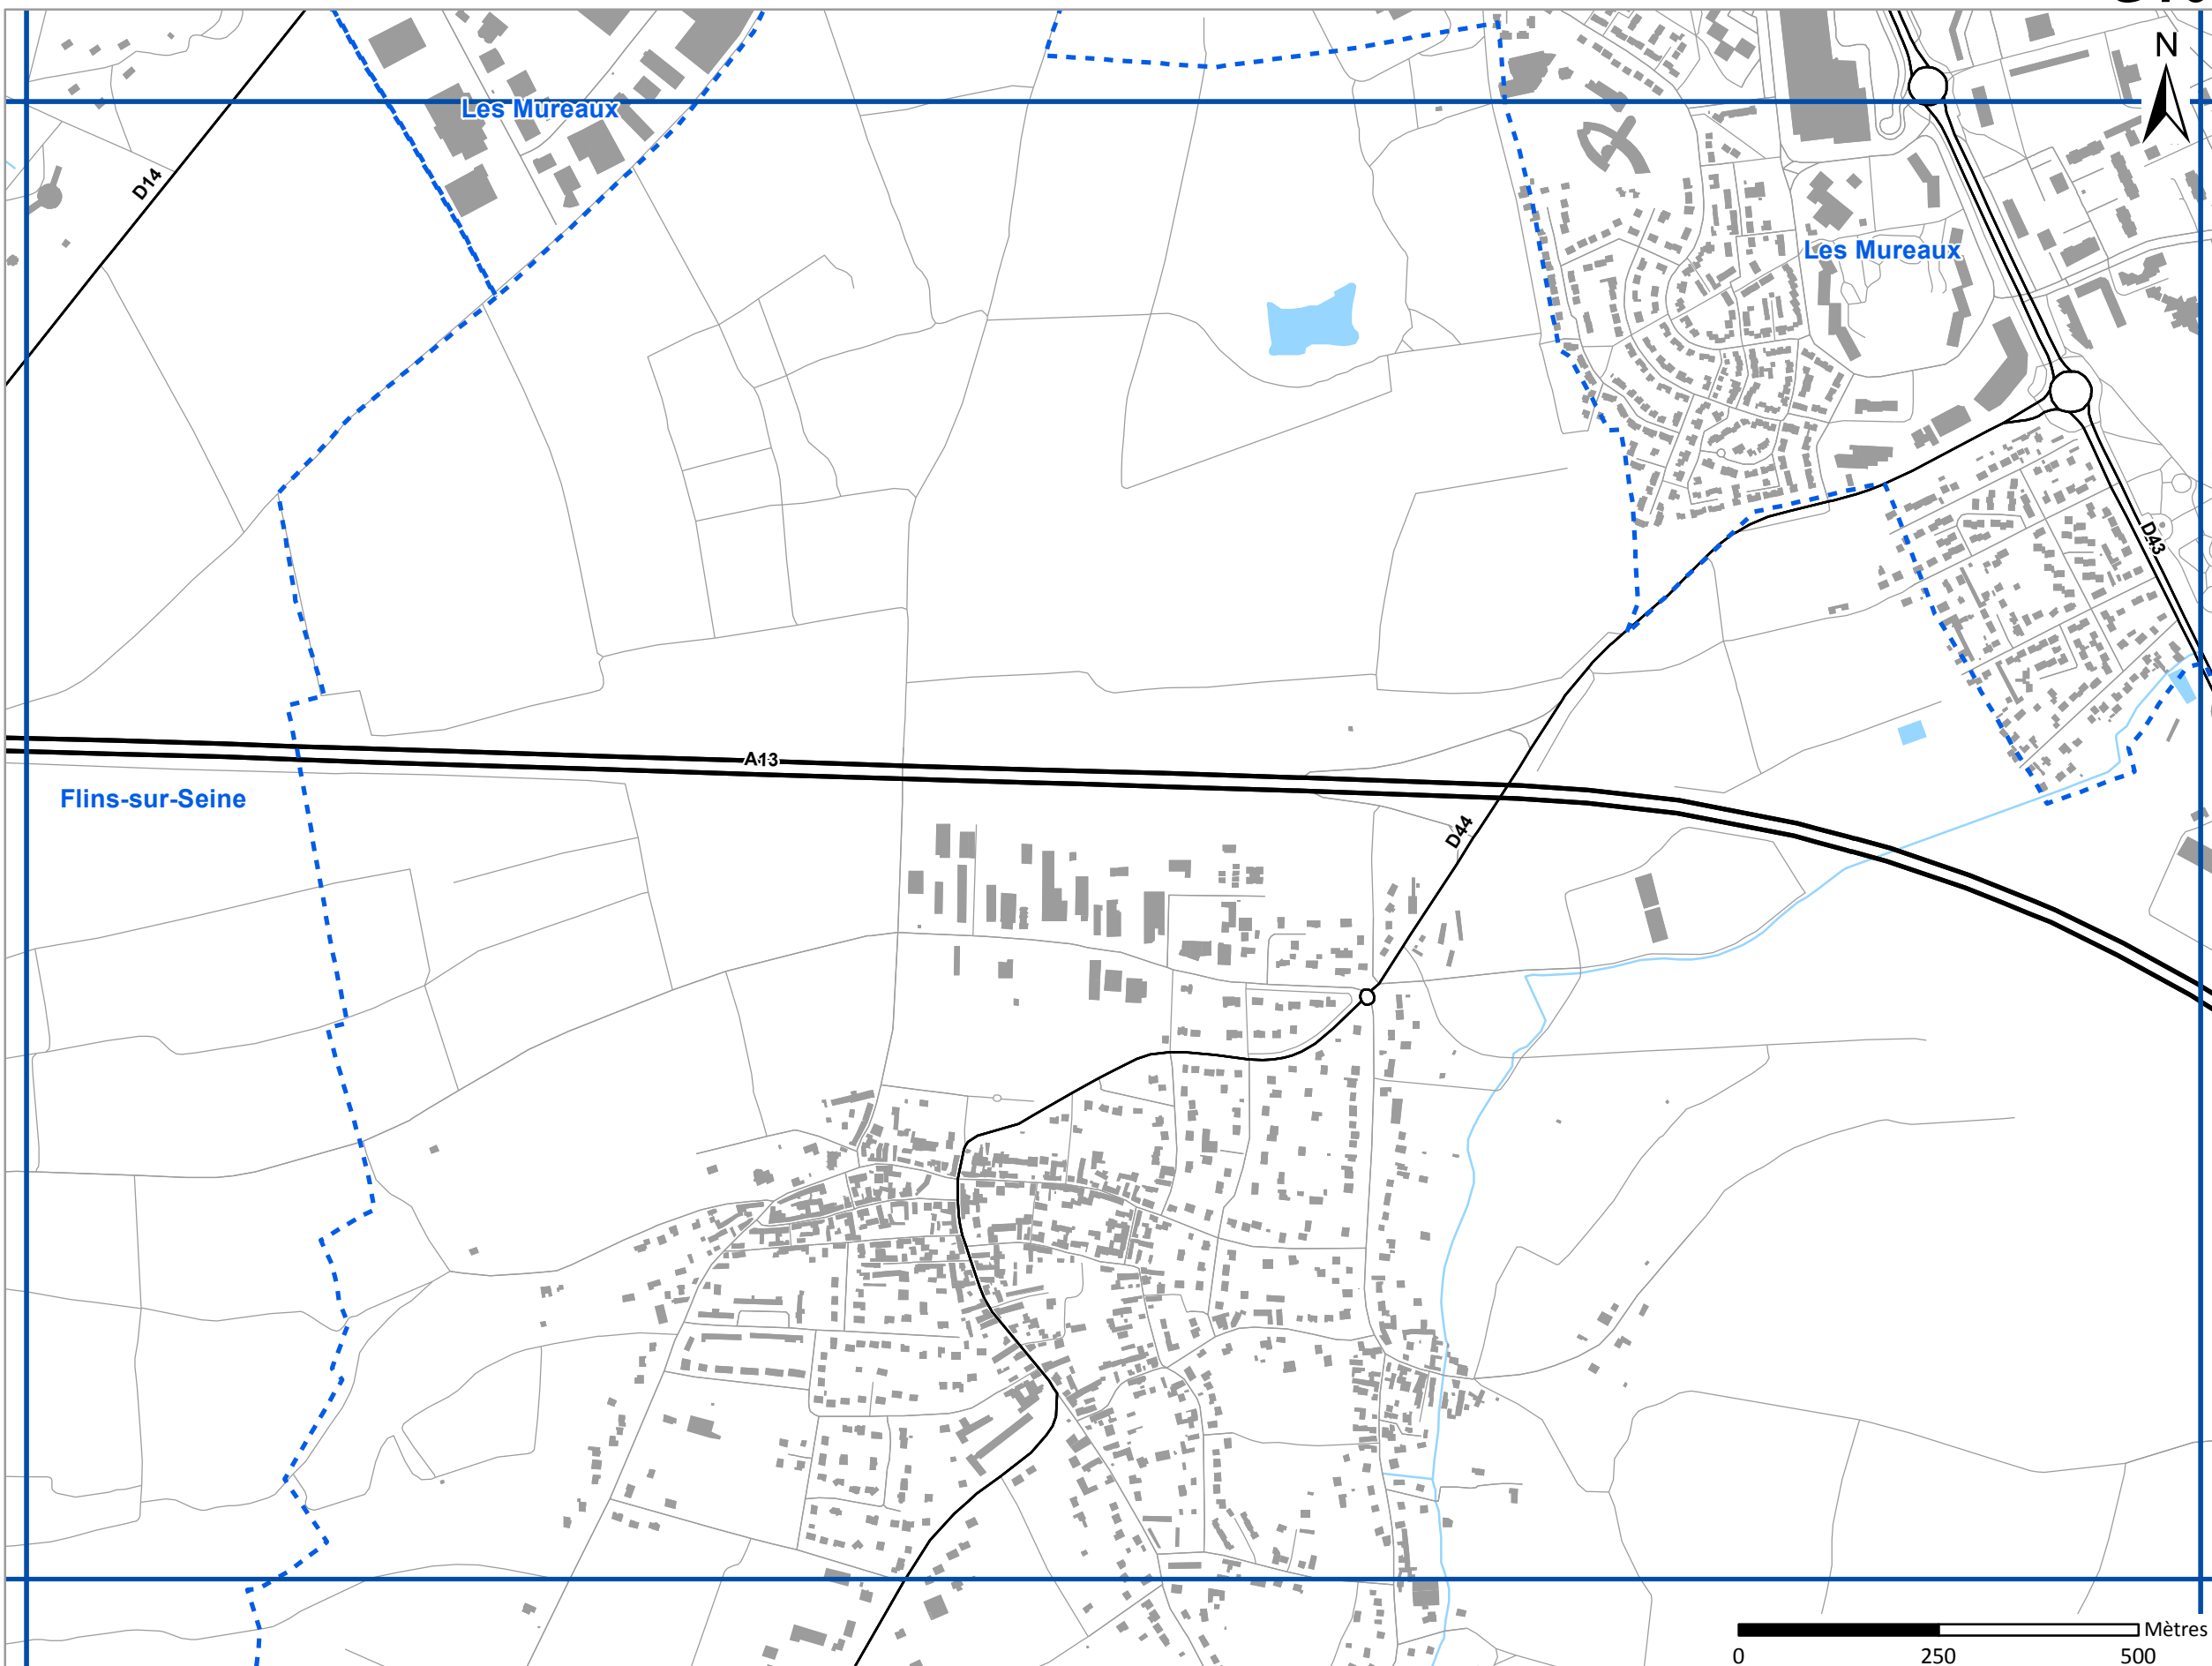 N
Les Mureaux
D14
Les Mureaux
D43
A13
Flins-sur-Seine
D44
Mètres
0 250 500